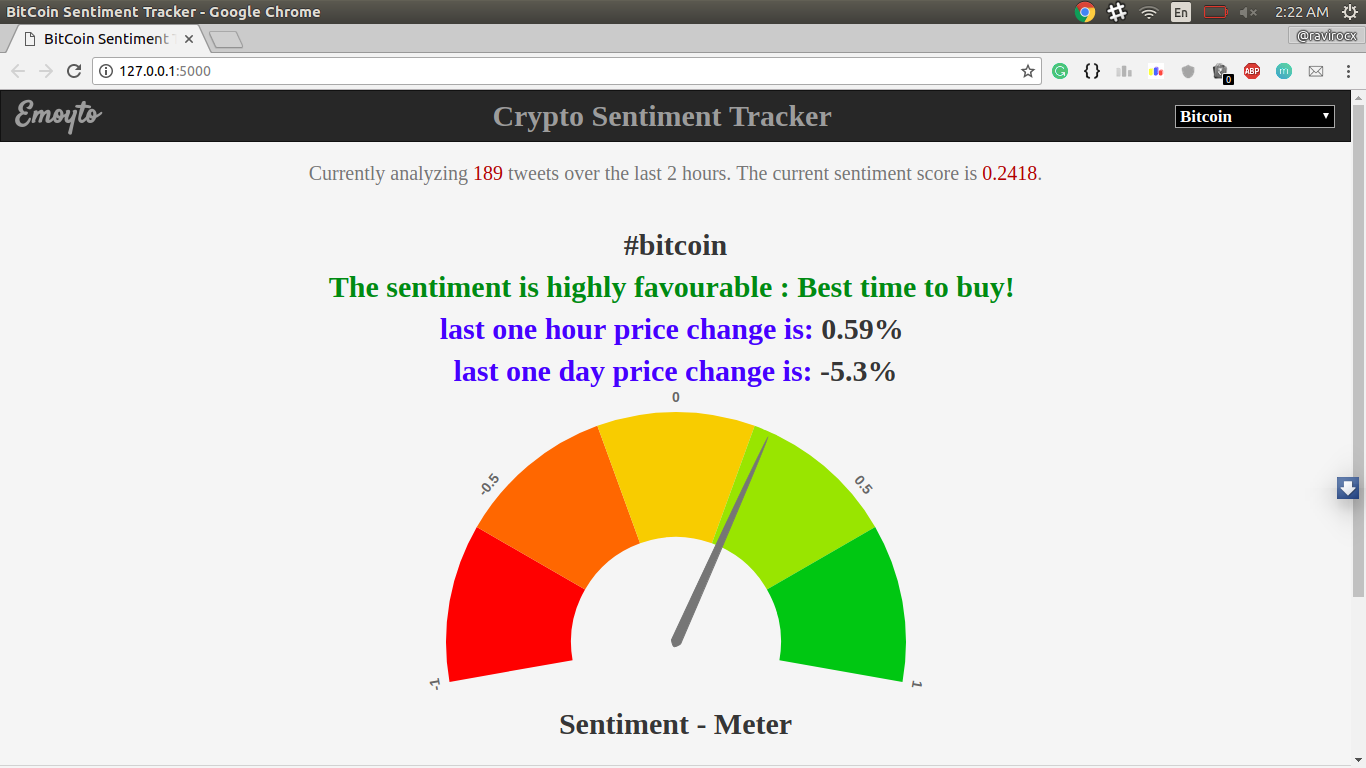 BitCoin Sentiment Tracker - Google Chrome
En
2:22 AM
BitCoin Sentiment T
@ravirocx
127.0.0.1:5000
0
ABP
m
Emoyto
Crypto Sentiment Tracker
Bitcoin
Currently analyzing 189 tweets over the last 2 hours. The current sentiment score is 0.2418.
#bitcoin
The sentiment is highly favourable : Best time to buy!
last one hour price change is: 0.59%
last one day price change is: -5.3%
0
-0.5
0.5
-1
1
Sentiment - Meter